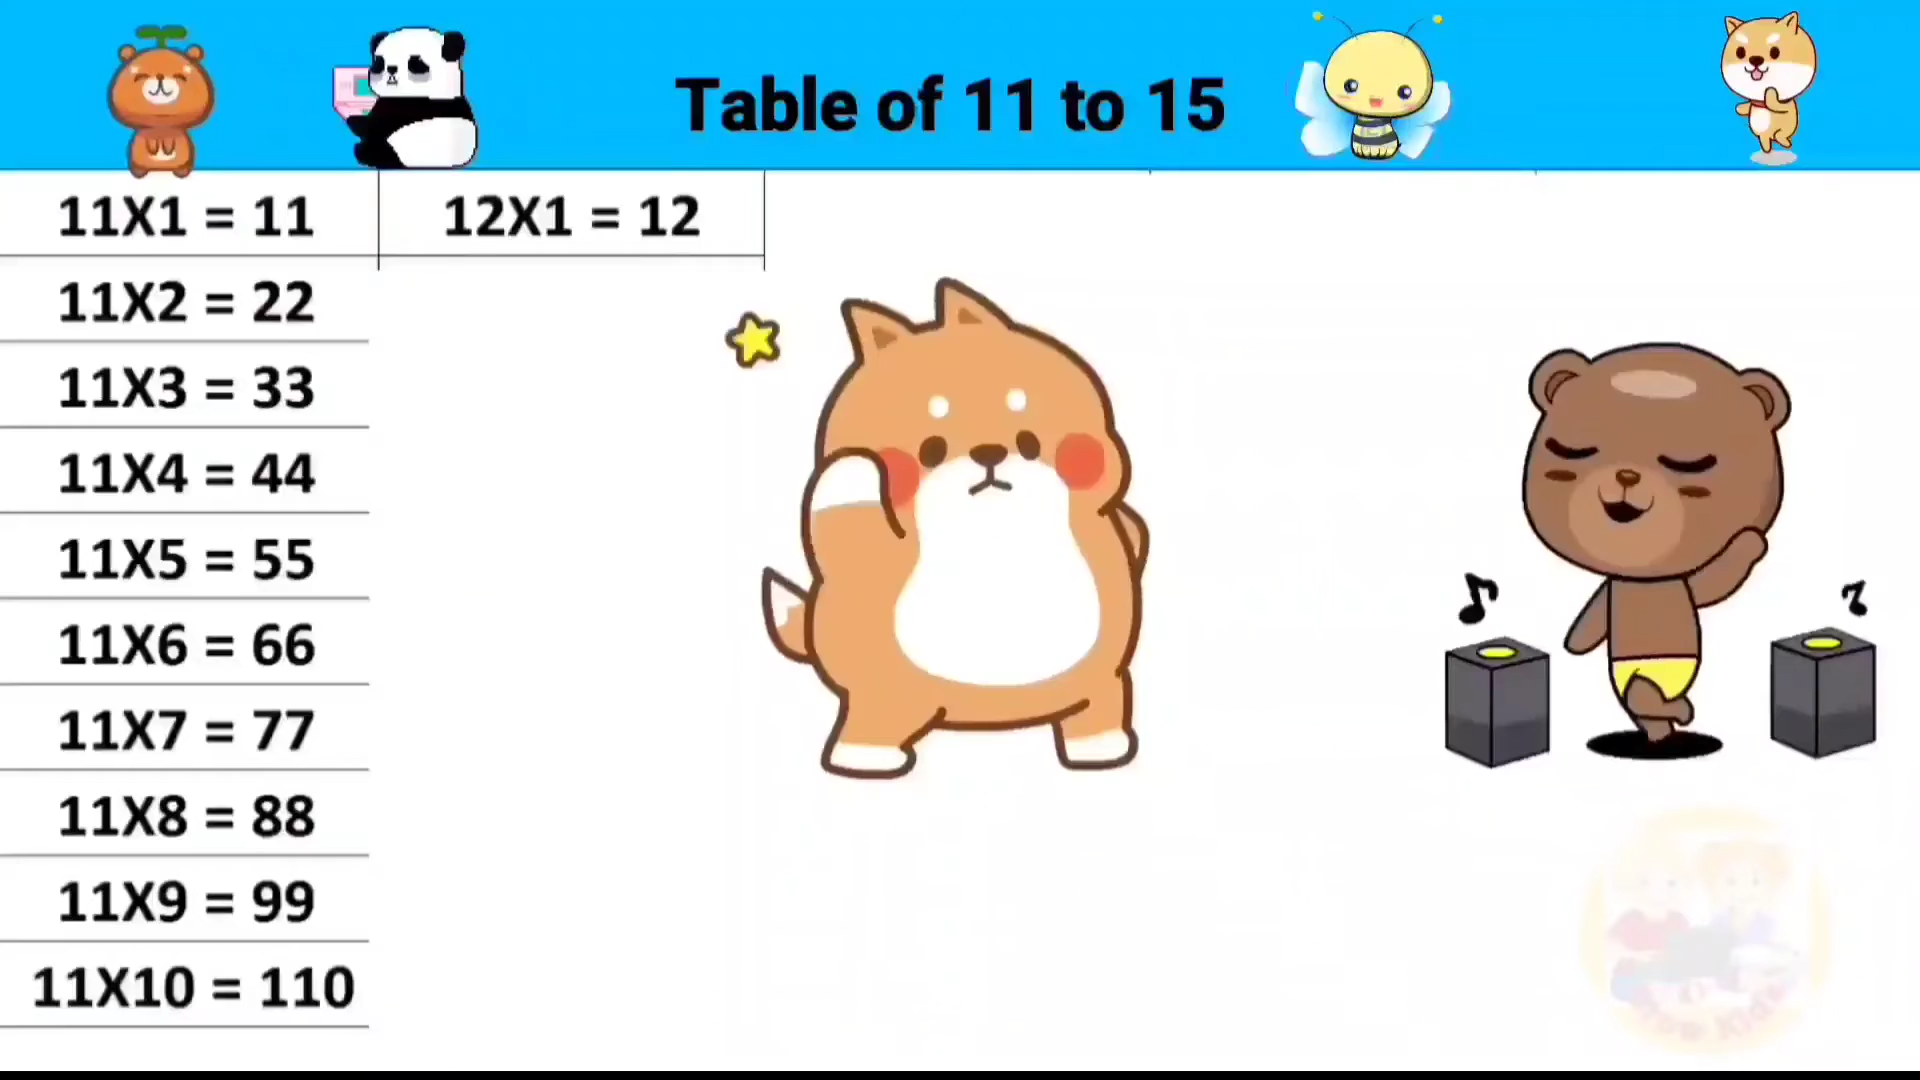 Table of 11 to 15
11X1 = 11
12X1 = 12
11X2 = 22
11X3 = 33
11X4 = 44
11X5 = 55
11X6 = 66
11X7 = 77
11X8 = 88
11X9 = 99
11X10 = 110